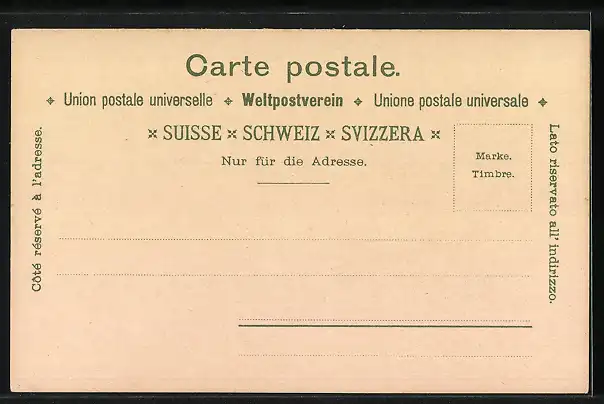 Carte postale.
Union postale universelle Weltpostverein Unione postale universale
SUISSE × SCHWEIZ × SVIZZERA
Nur für die Adresse.
Marke.
Timbre.
Côté réservé à l'adresse.
Lato riservato all' indirizzo.